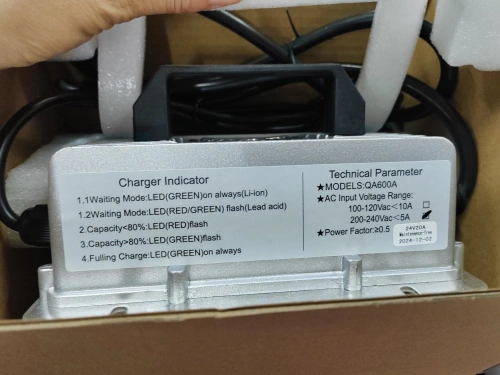 Charger Indicator
1.1Waiting Mode:LED(GREEN)on always(Li-ion)
1.2Waiting Mode:LED(RED/GREEN) flash(Lead acid)
2.Capacity<80%:LED(RED)flash
3.Capacity>80%:LED(GREEN)flash
4.Fulling Charge:LED(GREEN)on always
Technical Parameter
★MODELS:QA600A
★AC Input Voltage Range:
100-120Vac<10A
200-240Vac<5A
★Power Factor:≥0.5
24V20A
Maintenance-free
2024-12-02